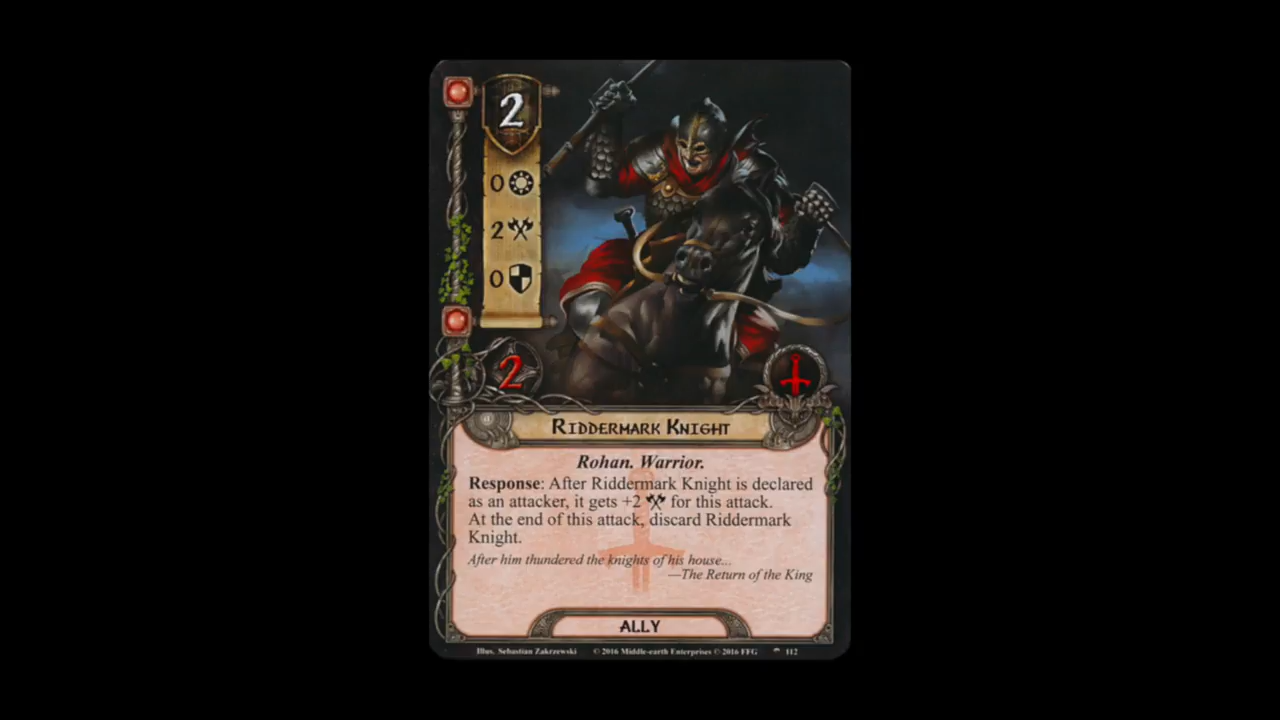 2
0
2
0
2
Riddermark Knight
Rohan. Warrior.
Response: After Riddermark Knight is declared
as an attacker, it gets +2 for this attack.
At the end of this attack, discard Riddermark
Knight.
After him thundered the knights of his house...
—The Return of the King
ALLY
Illus. Sebastian Zakrzewski © 2016 Middle-earth Enterprises © 2016 FFG 112